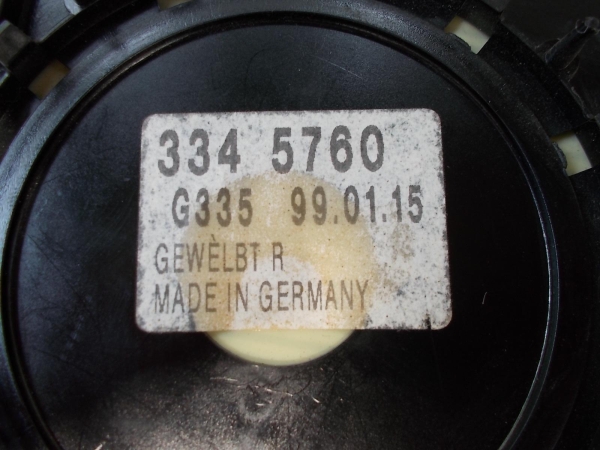 334 5760
G335 99.01.15
GEWÈLBT R
MADE IN GERMANY